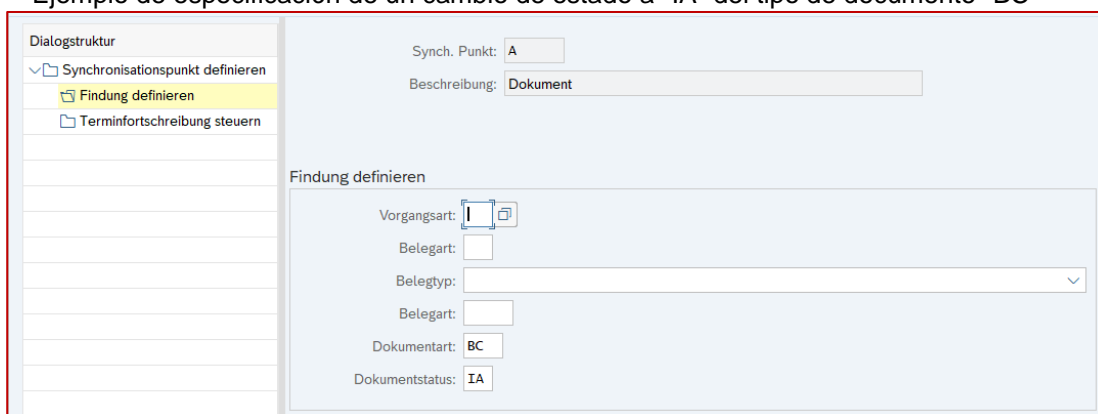 Ejemplo de especificación de un cambio de estado a "IA" del tipo de documento "BC"
Dialogstruktur
Synchronisationspunkt definieren
Findung definieren
Terminfortschreibung steuern
Synch. Punkt: A
Beschreibung: Dokument
Findung definieren
Vorgangsart:
Belegart:
Belegtyp:
Belegart:
Dokumentart: BC
Dokumentstatus: IA